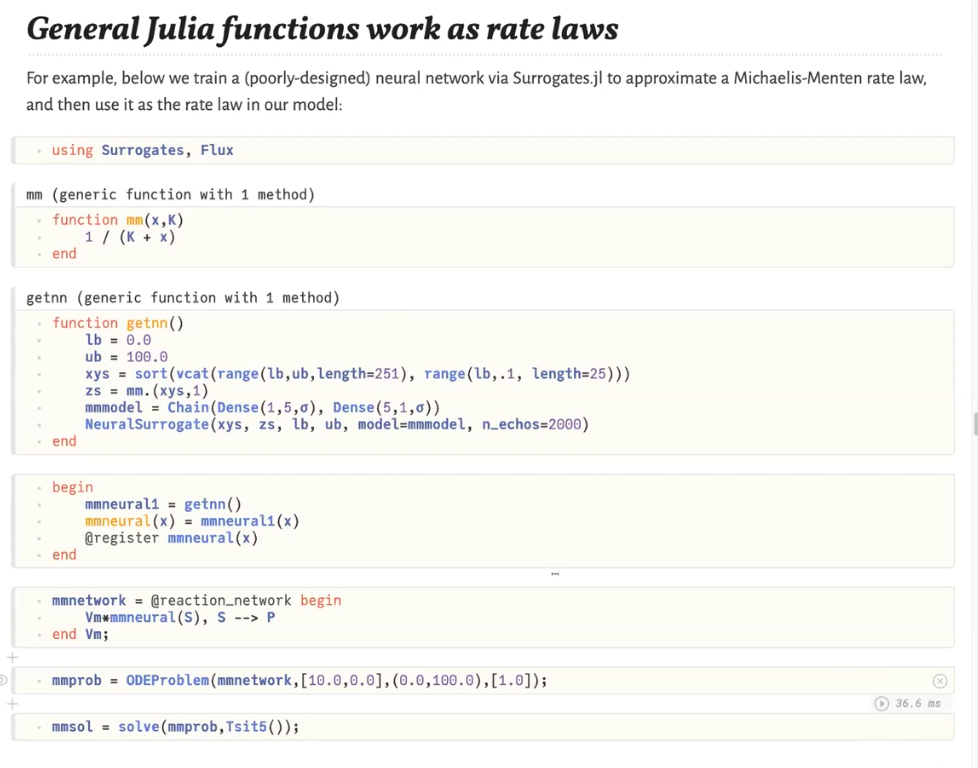 General Julia functions work as rate laws
For example, below we train a (poorly-designed) neural network via Surrogates.jl to approximate a Michaelis-Menten rate law,
and then use it as the rate law in our model:
using Surrogates, Flux
mm (generic function with 1 method)
function mm(x,K)
    1 / (K + x)
end
getnn (generic function with 1 method)
function getnn()
    lb = 0.0
    ub = 100.0
    xys = sort(vcat(range(lb,ub,length=251), range(lb,.1, length=25)))
    zs = mm.(xys,1)
    mmmodel = Chain(Dense(1,5,σ), Dense(5,1,σ))
    NeuralSurrogate(xys, zs, lb, ub, model=mmmodel, n_echos=2000)
end
begin
    mmneural1 = getnn()
    mmneural(x) = mmneural1(x)
    @register mmneural(x)
end
mmnetwork = @reaction_network begin
    Vm*mmneural(S), S --> P
end Vm;
mmprob = ODEProblem(mmnetwork,[10.0,0.0],(0.0,100.0),[1.0]);
36.6 ms
mmsol = solve(mmprob,Tsit5());